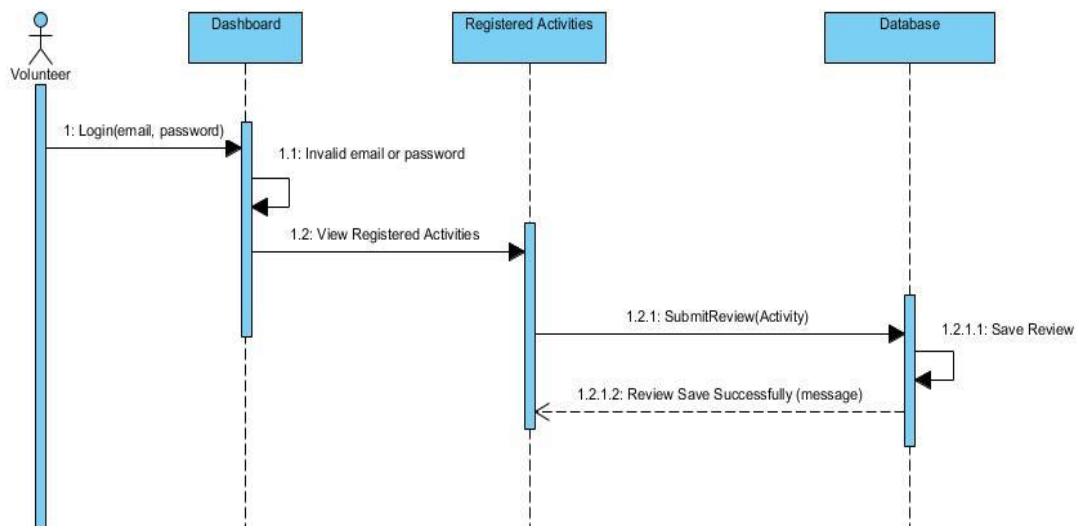 Dashboard
Registered Activities
Database
Volunteer
1: Login(email, password)
1.1: Invalid email or password
1.2: View Registered Activities
1.2.1: SubmitReview(Activity)
1.2.1.1: Save Review
1.2.1.2: Review Save Successfully (message)